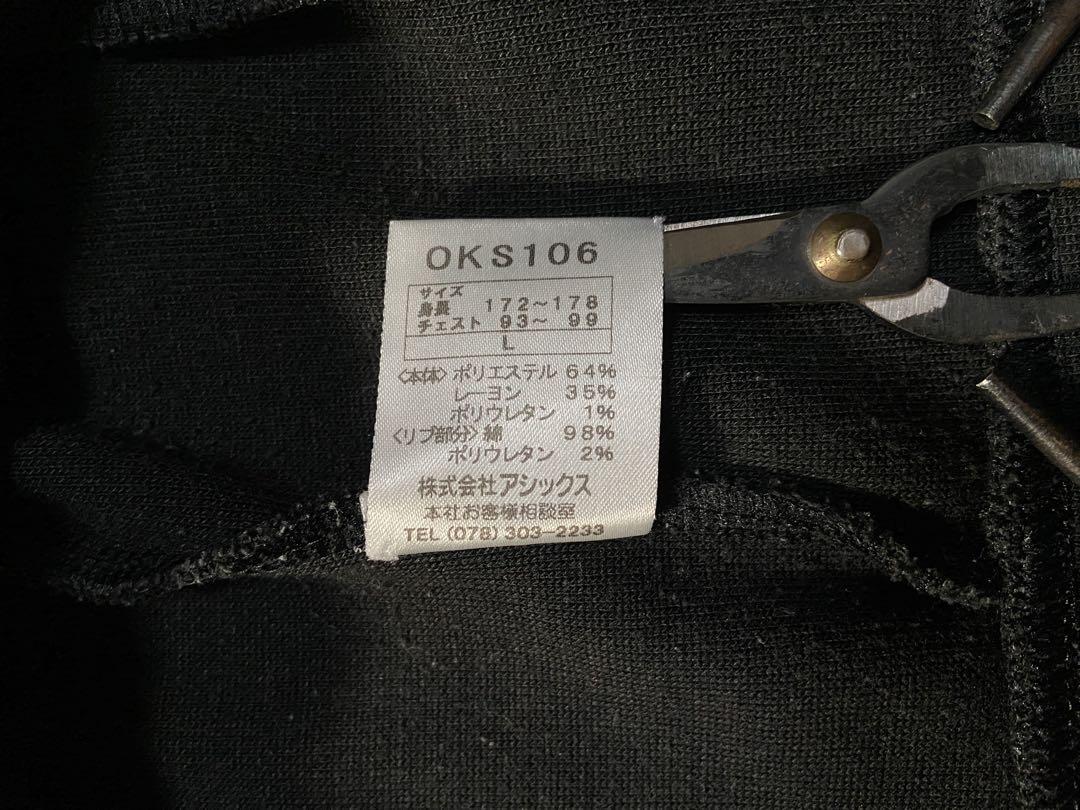 OKS106
サイズ
身長 172～178
チェスト 93～ 99
L
〈本体〉ポリエステル 64%
レーヨン 35%
ポリウレタン 1%
〈リブ部分〉綿 98%
ポリウレタン 2%
株式会社アシックス
本社お客様相談室
TEL (078) 303-2233